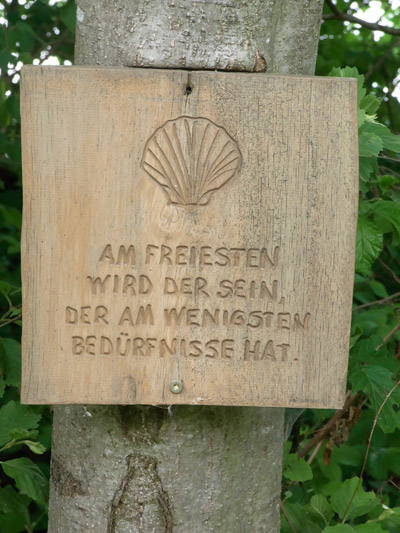 AM FREIESTEN
WIRD DER SEIN,
DER AM WENIGSTEN
BEDÜRFNISSE HAT.